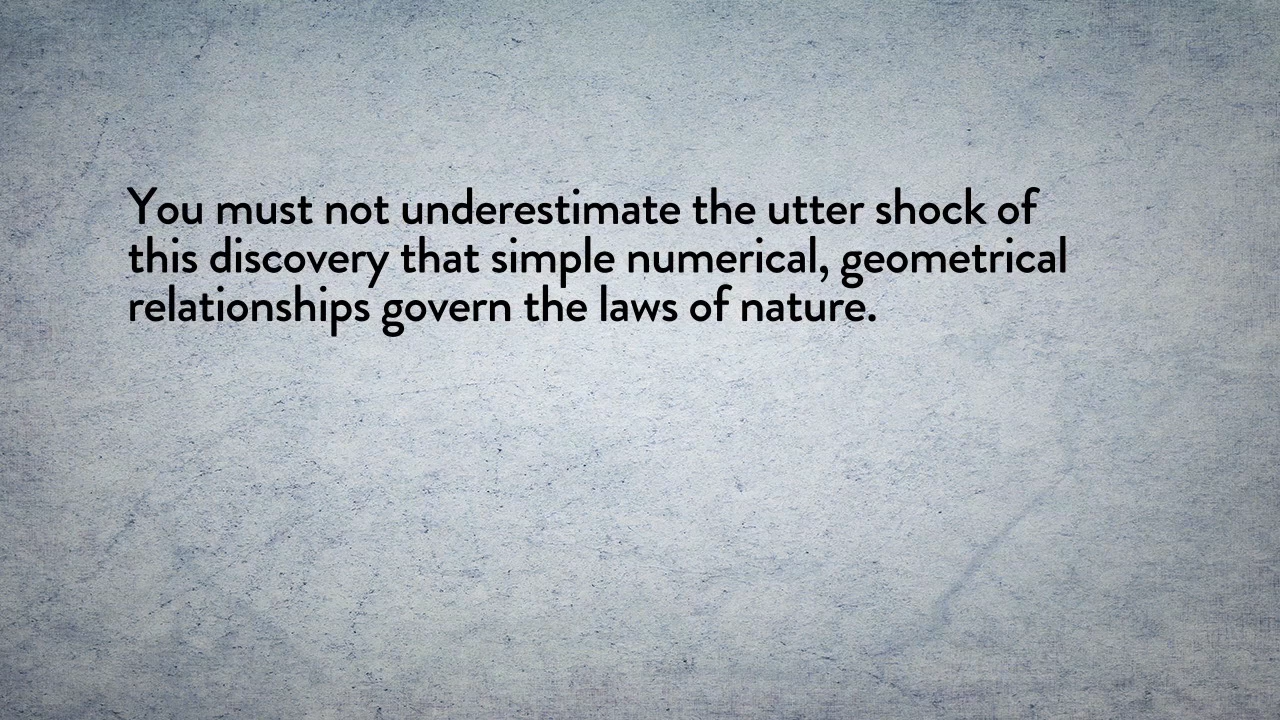 You must not underestimate the utter shock of
this discovery that simple numerical, geometrical
relationships govern the laws of nature.